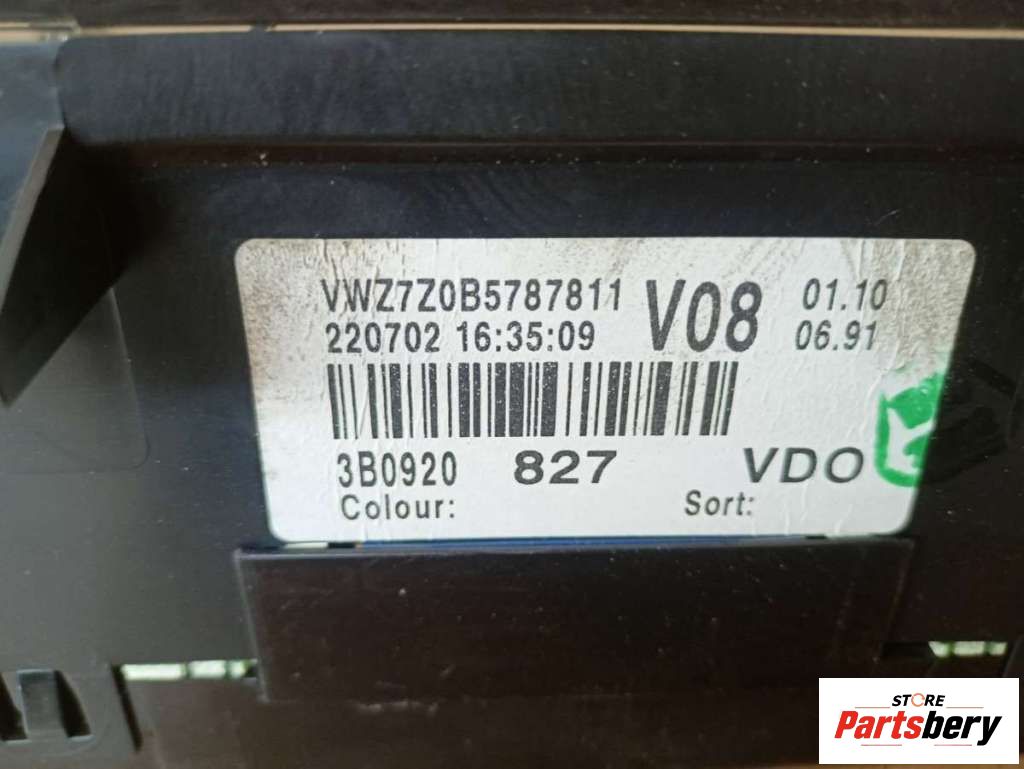 VWZ7Z0B5787811 V08 01.10
220702 16:35:09 06.91
3B0920 827 VDO
Colour: Sort:
STORE
Partsbery